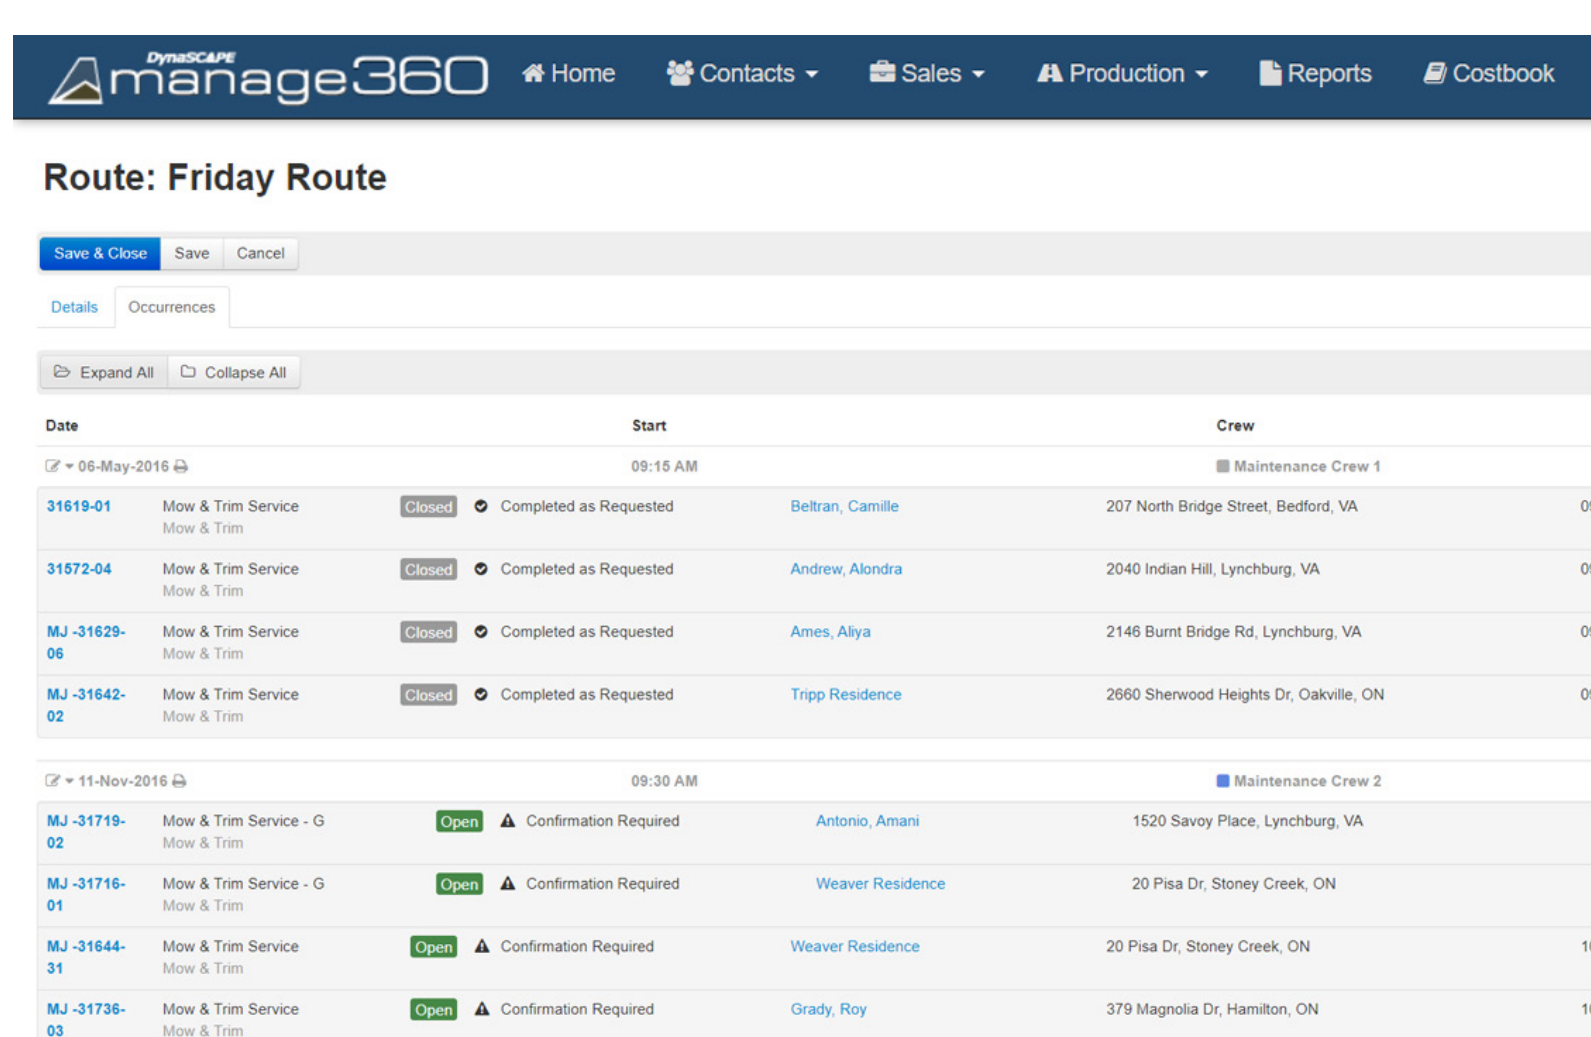 DynaSCAPE
manage360 Home Contacts Sales Production Reports Costbook
Route: Friday Route
Save & Close Save Cancel
Details Occurrences
Expand All Collapse All
Date Start Crew
06-May-2016 09:15 AM Maintenance Crew 1
31619-01 Mow & Trim Service Closed Completed as Requested Beltran, Camille 207 North Bridge Street, Bedford, VA
Mow & Trim
31572-04 Mow & Trim Service Closed Completed as Requested Andrew, Alondra 2040 Indian Hill, Lynchburg, VA
Mow & Trim
MJ -31629- Mow & Trim Service Closed Completed as Requested Ames, Aliya 2146 Burnt Bridge Rd, Lynchburg, VA
06 Mow & Trim
MJ -31642- Mow & Trim Service Closed Completed as Requested Tripp Residence 2660 Sherwood Heights Dr, Oakville, ON
02 Mow & Trim
11-Nov-2016 09:30 AM Maintenance Crew 2
MJ -31719- Mow & Trim Service - G Open Confirmation Required Antonio, Amani 1520 Savoy Place, Lynchburg, VA
02 Mow & Trim
MJ -31716- Mow & Trim Service - G Open Confirmation Required Weaver Residence 20 Pisa Dr, Stoney Creek, ON
01 Mow & Trim
MJ -31644- Mow & Trim Service Open Confirmation Required Weaver Residence 20 Pisa Dr, Stoney Creek, ON
31 Mow & Trim
MJ -31736- Mow & Trim Service Open Confirmation Required Grady, Roy 379 Magnolia Dr, Hamilton, ON
03 Mow & Trim